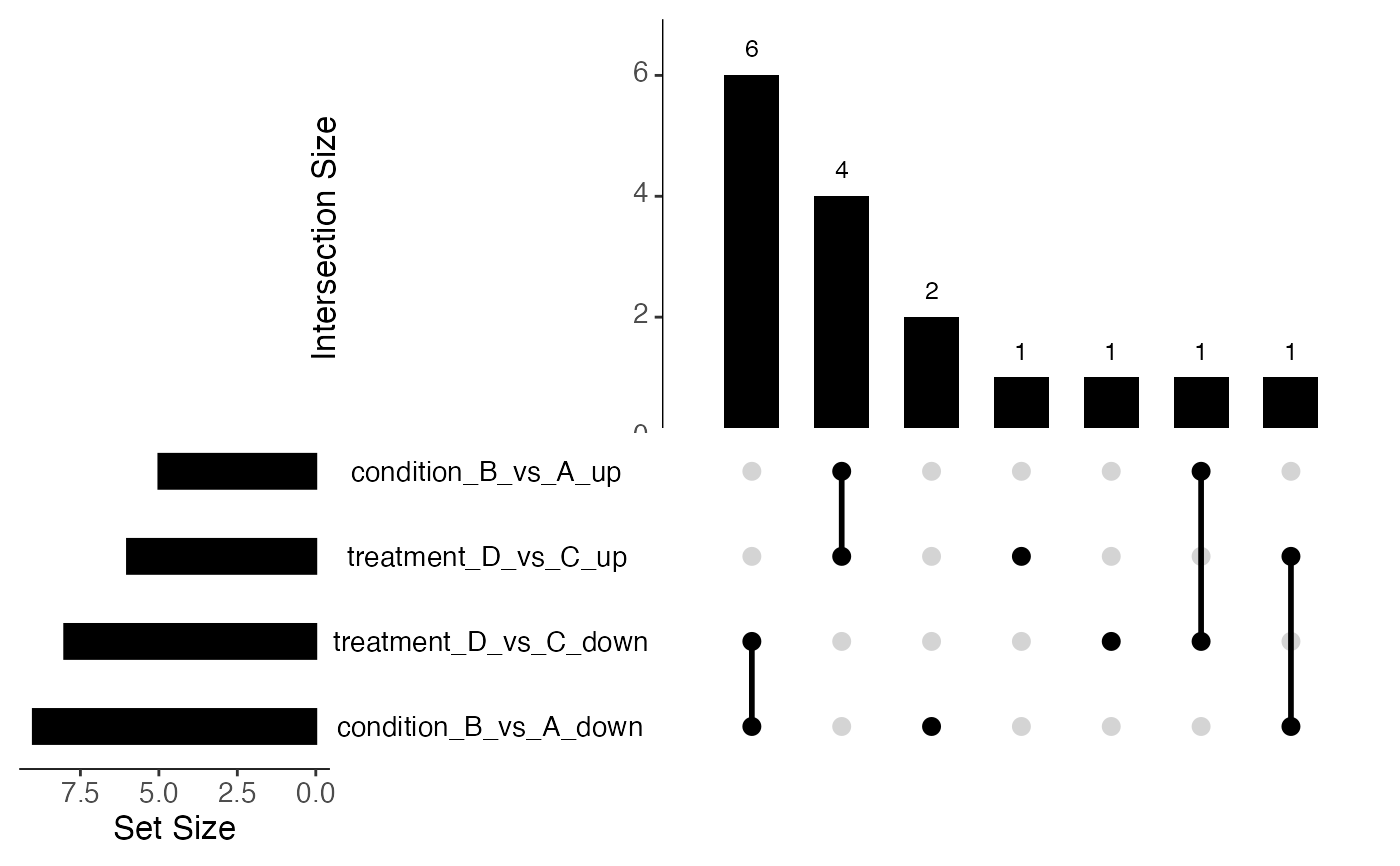 6
4
2
1
1
1
1
6
4
2
0
Intersection Size
condition_B_vs_A_up
treatment_D_vs_C_up
treatment_D_vs_C_down
condition_B_vs_A_down
7.5 5.0 2.5 0.0
Set Size